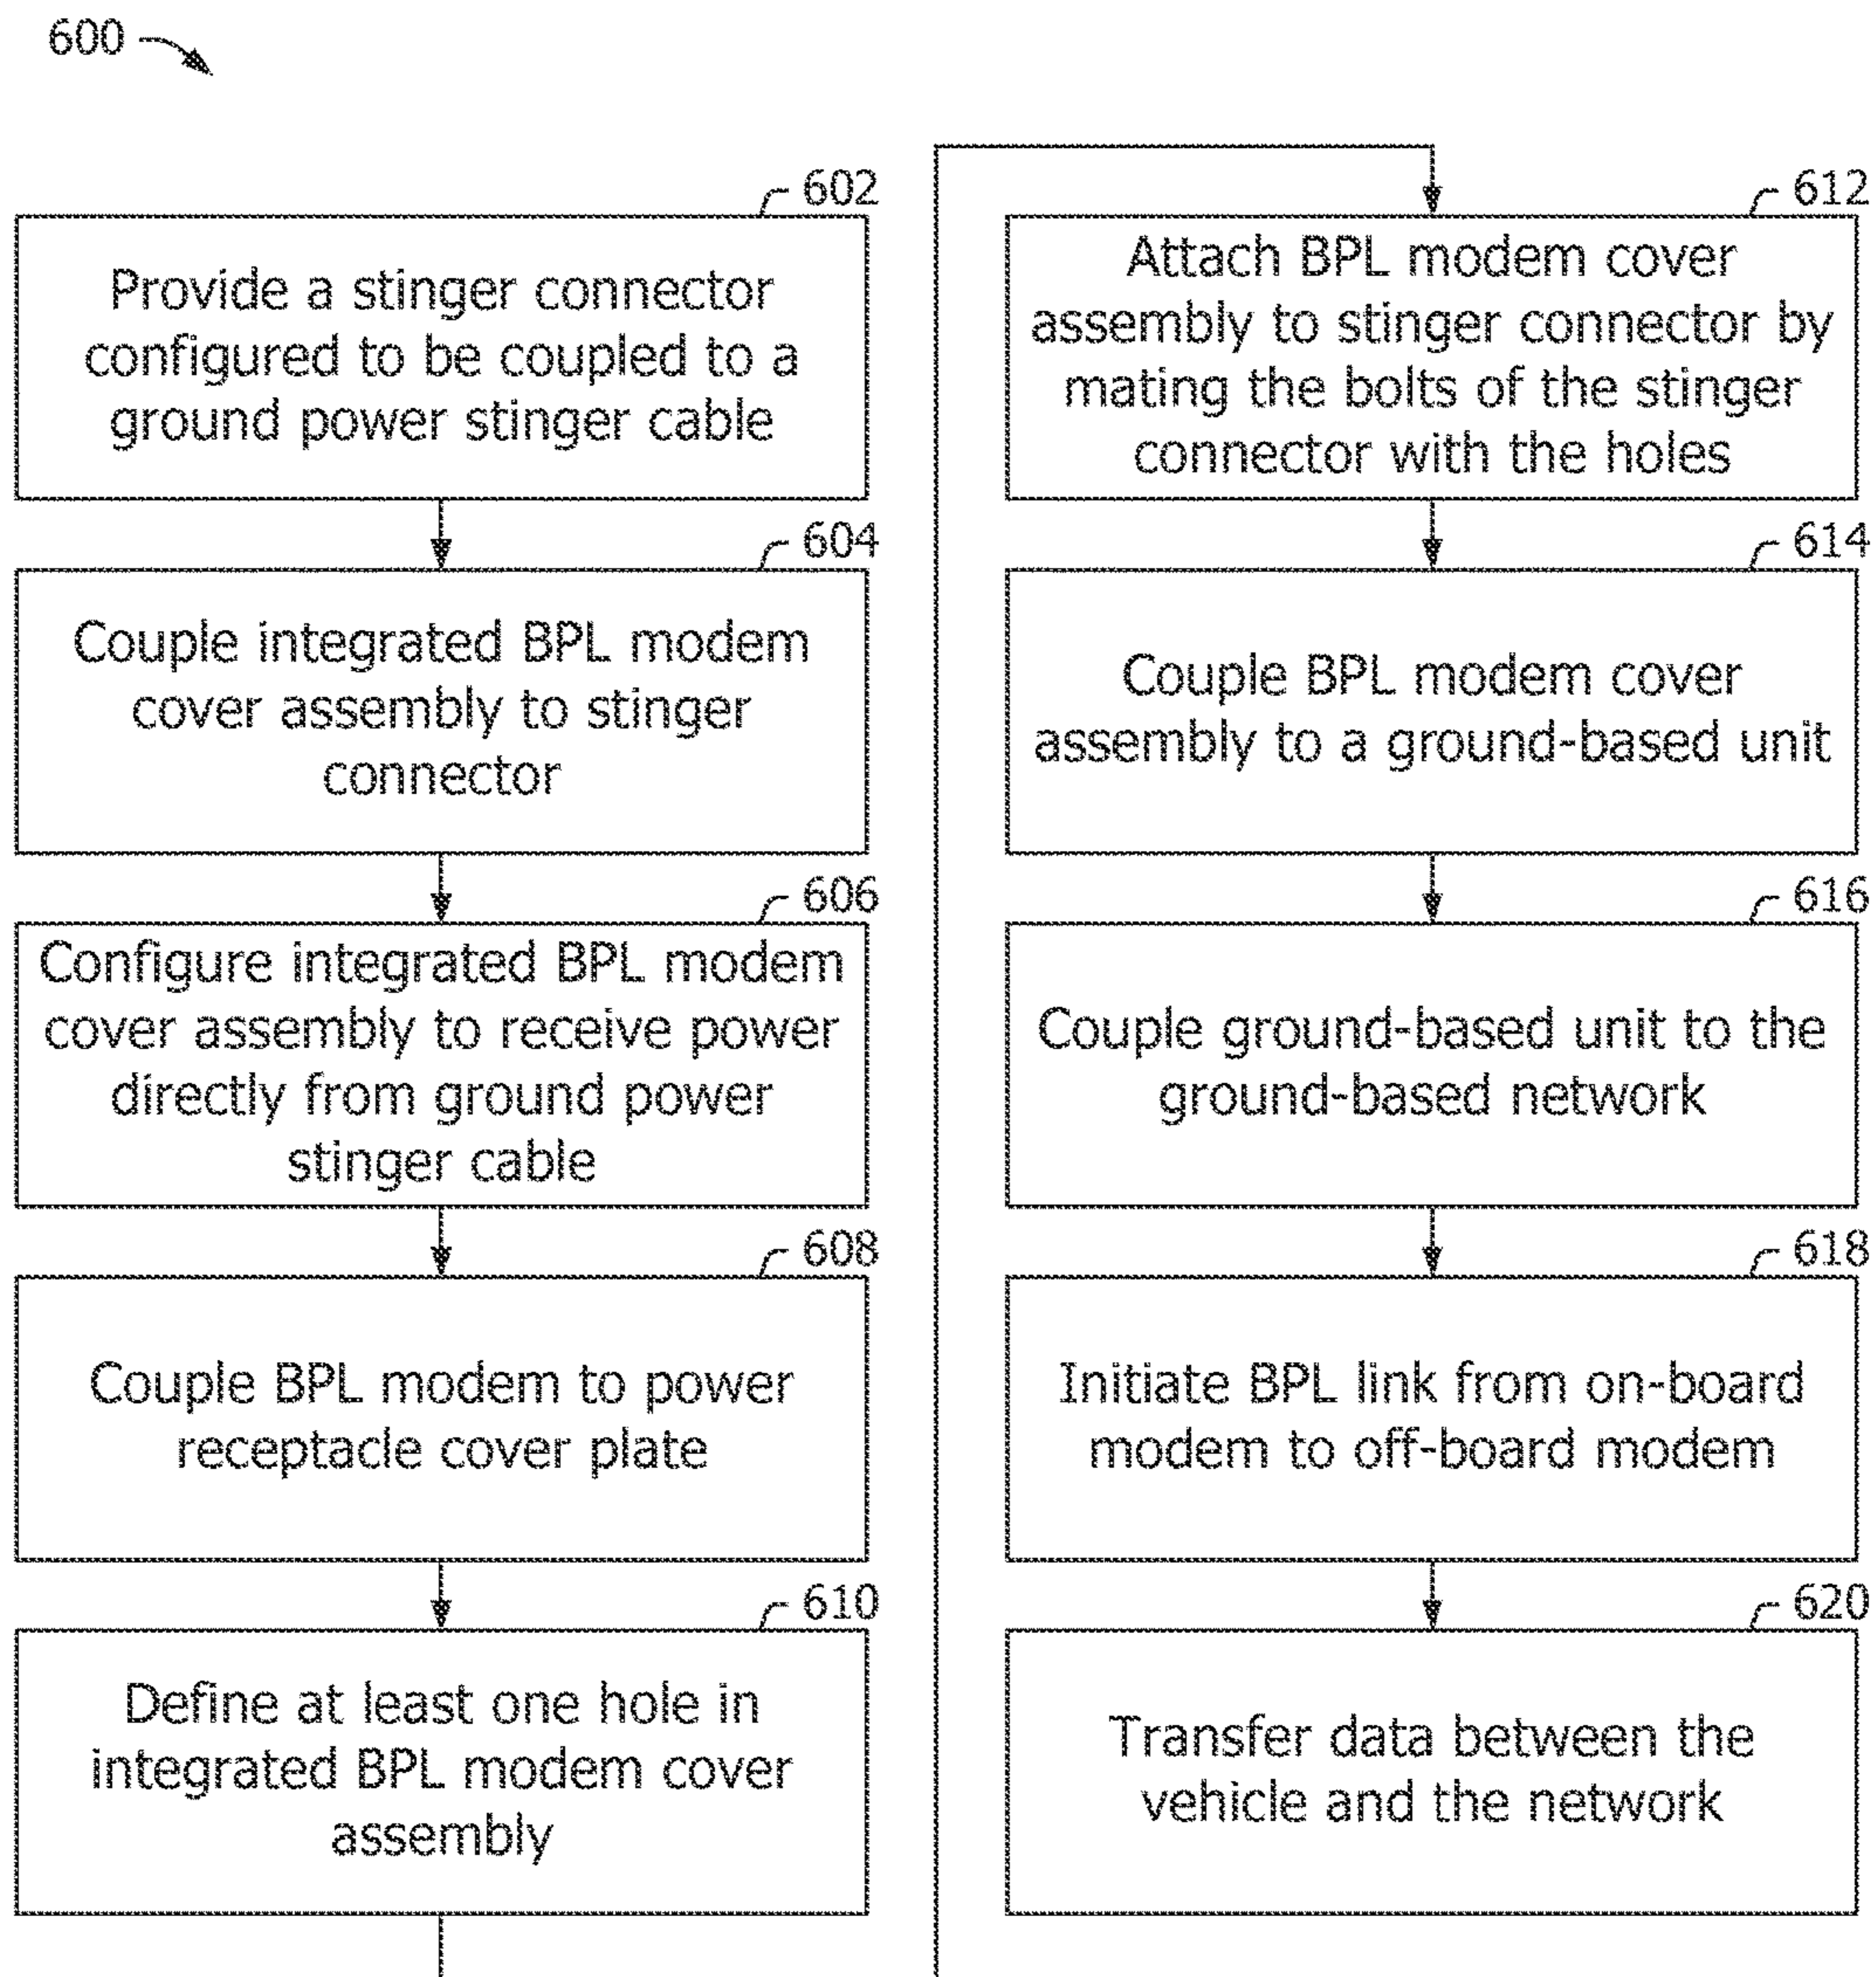 600
602
Provide a stinger connector
configured to be coupled to a
ground power stinger cable
604
Couple integrated BPL modem
cover assembly to stinger
connector
606
Configure integrated BPL modem
cover assembly to receive power
directly from ground power
stinger cable
608
Couple BPL modem to power
receptacle cover plate
610
Define at least one hole in
integrated BPL modem cover
assembly
612
Attach BPL modem cover
assembly to stinger connector by
mating the bolts of the stinger
connector with the holes
614
Couple BPL modem cover
assembly to a ground-based unit
616
Couple ground-based unit to the
ground-based network
618
Initiate BPL link from on-board
modem to off-board modem
620
Transfer data between the
vehicle and the network